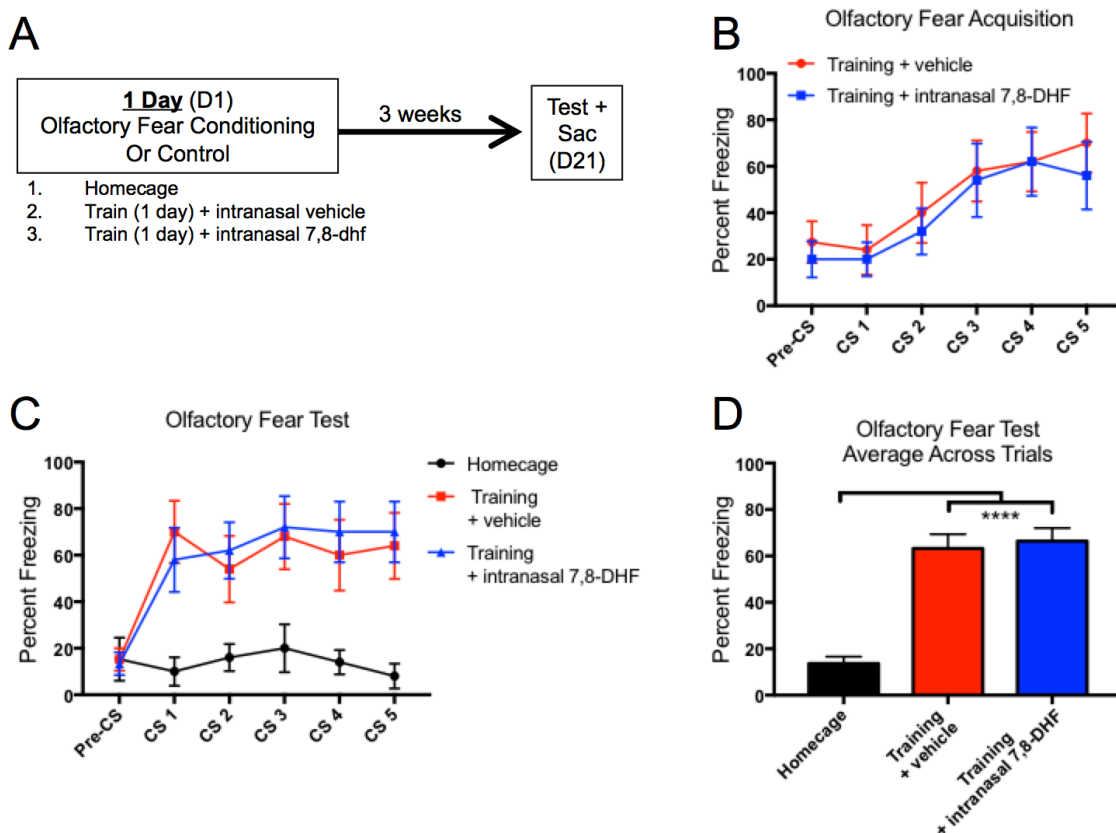 A
1 Day (D1)
Olfactory Fear Conditioning
Or Control
3 weeks
Test +
Sac
(D21)
1. Homecage
2. Train (1 day) + intranasal vehicle
3. Train (1 day) + intranasal 7,8-dhf
B
Olfactory Fear Acquisition
Training + vehicle
Training + intranasal 7,8-DHF
Percent Freezing
100
80
60
40
20
0
Pre-CS
CS 1
CS 2
CS 3
CS 4
CS 5
C
Olfactory Fear Test
Homecage
Training
+ vehicle
Training
+ intranasal 7,8-DHF
Percent Freezing
100
80
60
40
20
0
Pre-CS
CS 1
CS 2
CS 3
CS 4
CS 5
D
Olfactory Fear Test
Average Across Trials
****
Percent Freezing
100
80
60
40
20
0
Homecage
Training
+ vehicle
Training
+ intranasal 7,8-DHF